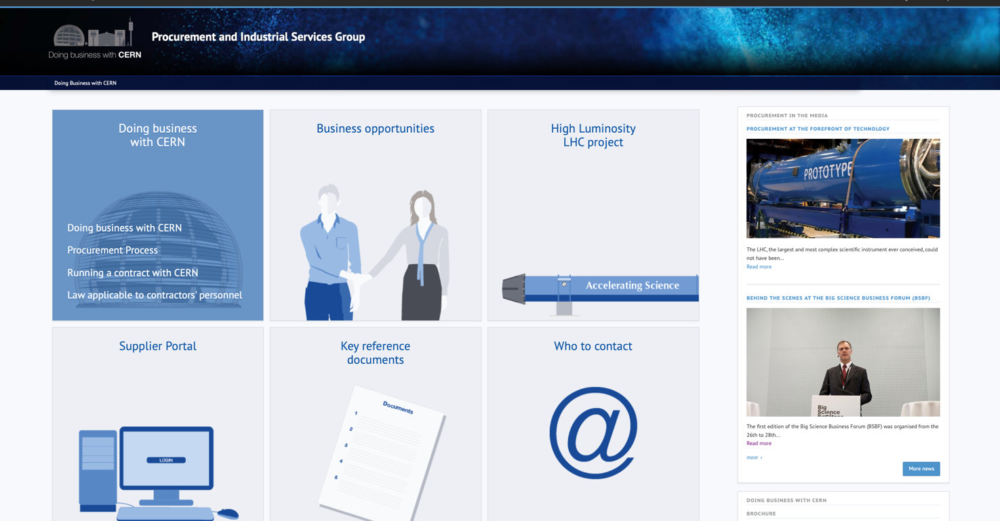 Doing business with CERN
Procurement and Industrial Services Group
Doing Business with CERN
Doing business
with CERN
Doing business with CERN
Procurement Process
Running a contract with CERN
Law applicable to contractors' personnel
Business opportunities
High Luminosity
LHC project
Accelerating Science
Supplier Portal
LOGIN
Key reference
documents
Documents
1
2
3
4
5
Who to contact
@
PROCUREMENT IN THE MEDIA
PROCUREMENT AT THE FOREFRONT OF TECHNOLOGY
PROTOTYPE
The LHC, the largest and most complex scientific instrument ever conceived, could
not have been...
Read more
BEHIND THE SCENES AT THE BIG SCIENCE BUSINESS FORUM (BSBF)
Big
Science
The first edition of the Big Science Business Forum (BSBF) was organised from the
26th to 28th...
Read more
more ›
More news
DOING BUSINESS WITH CERN
BROCHURE